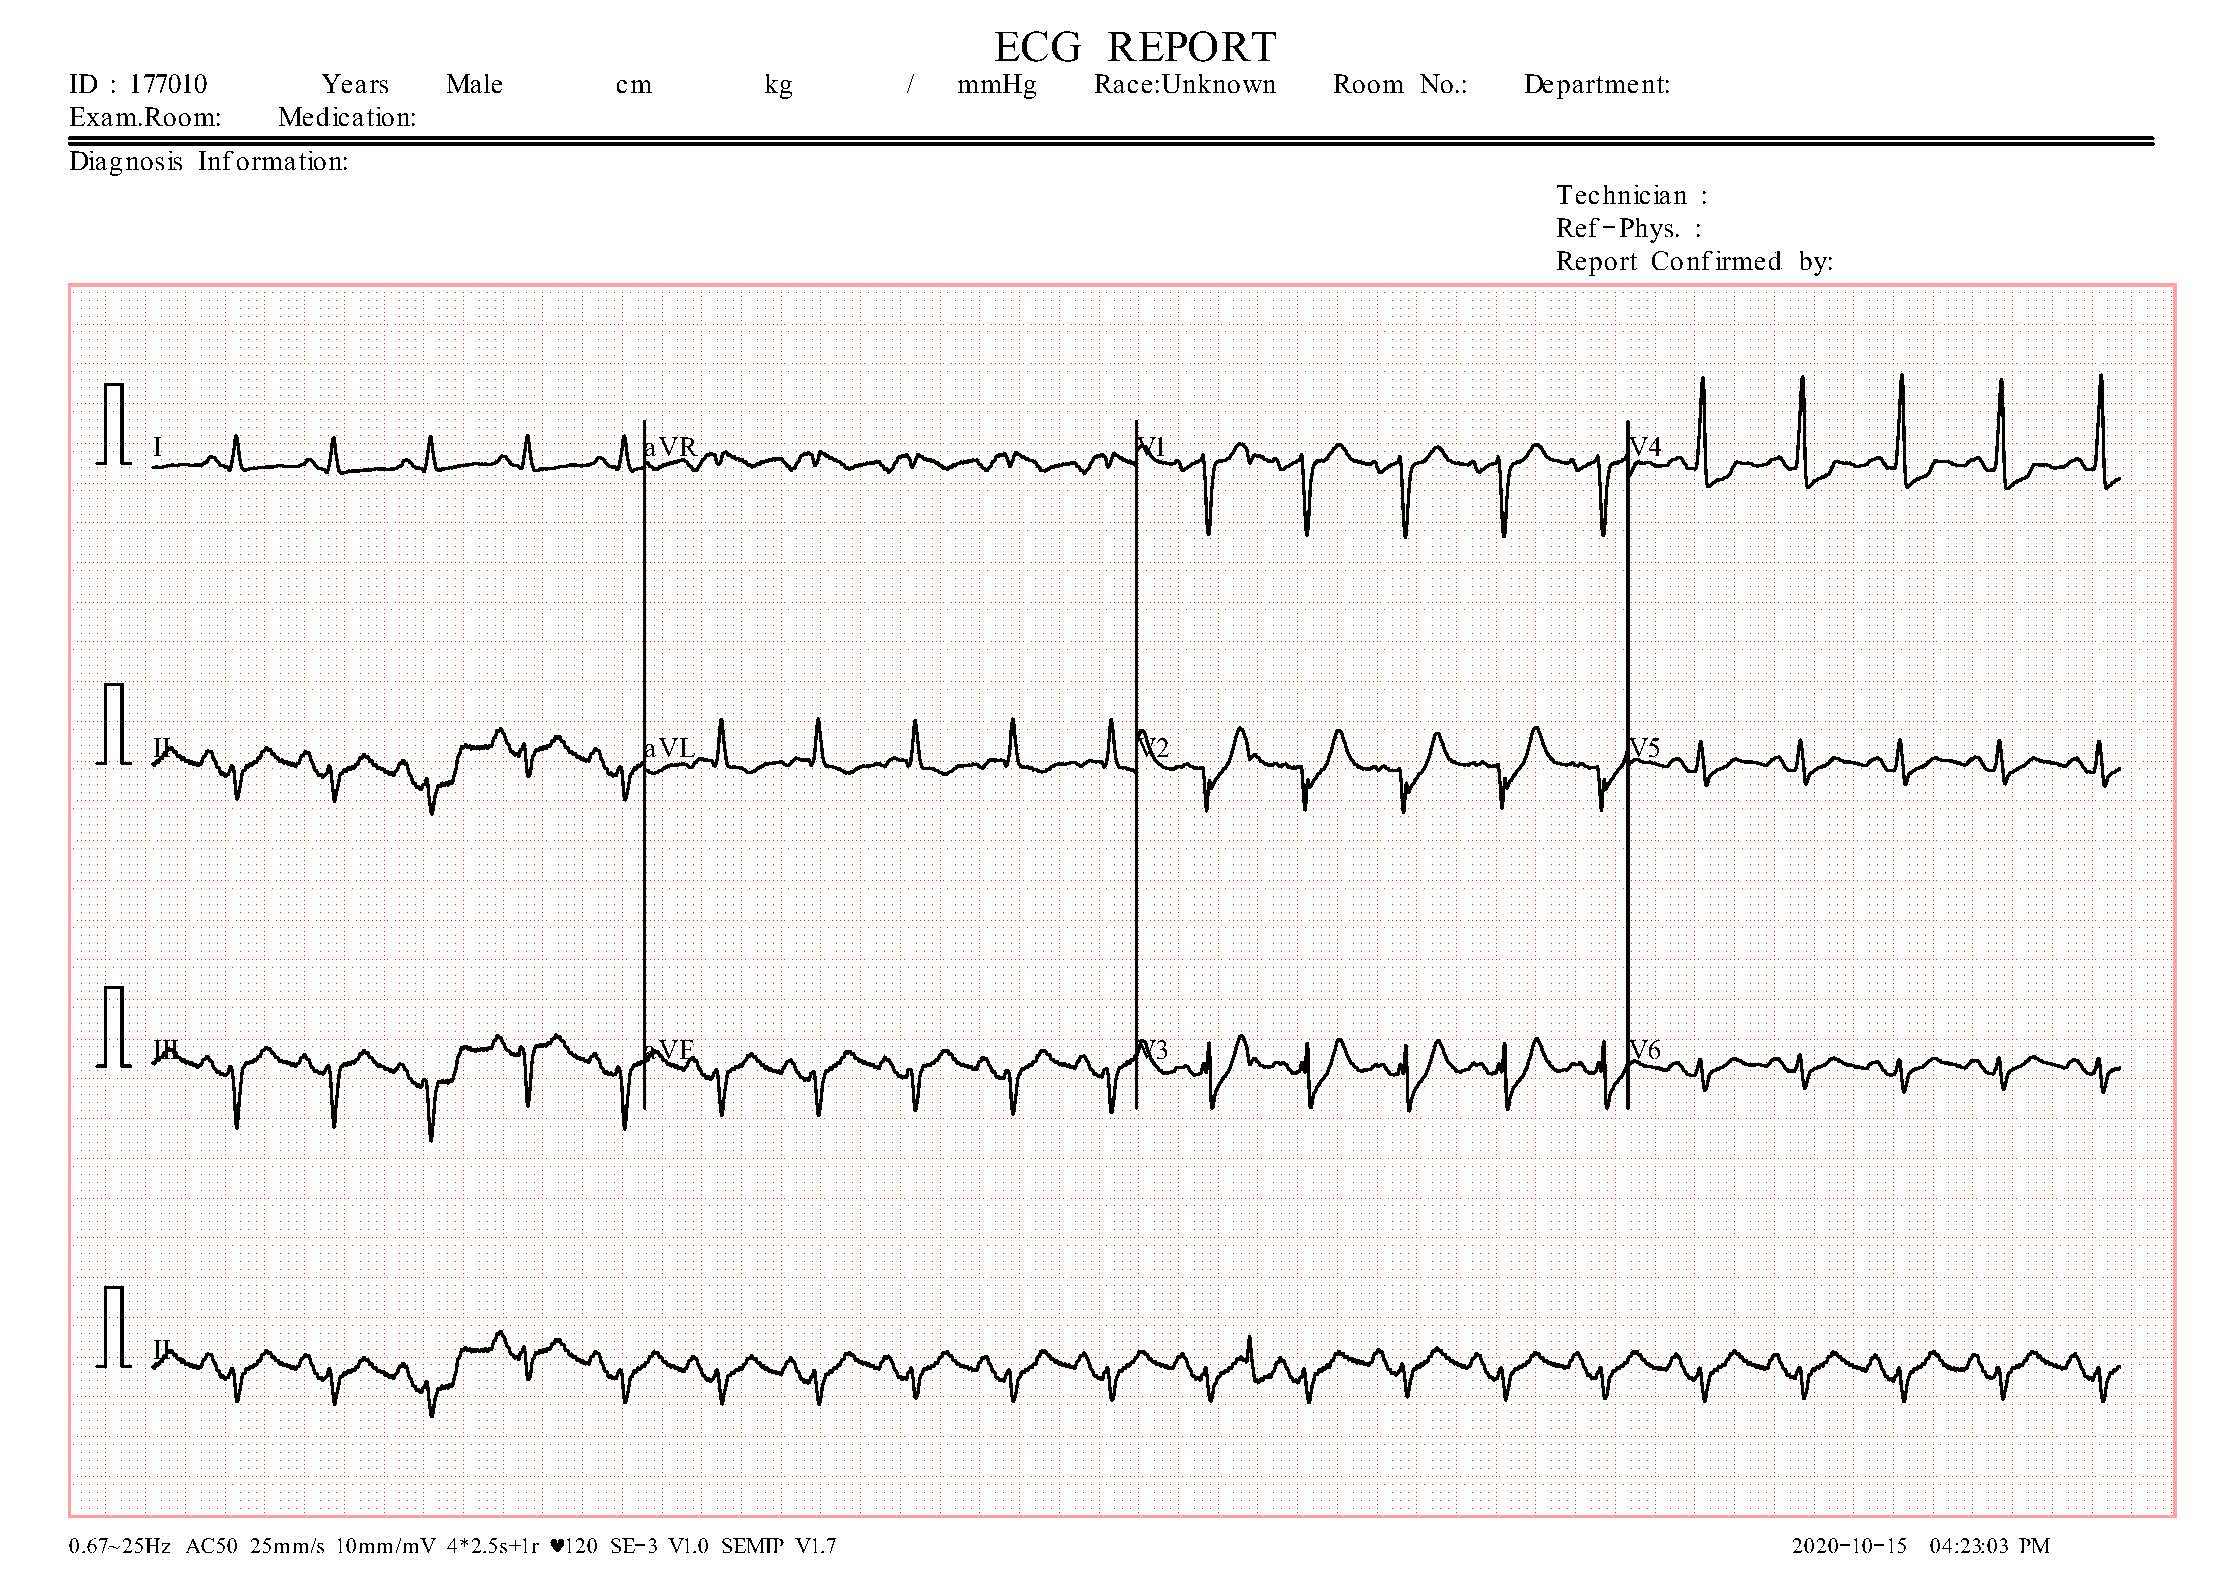 ECG REPORT
ID : 177010 Years Male cm kg / mmHg Race:Unknown Room No.: Department:
Exam.Room: Medication:
Diagnosis Information:
Technician :
Ref-Phys. :
Report Confirmed by:
I aVR V1 V4
II aVL V2 V5
III aVF V3 V6
II
0.67~25Hz AC50 25mm/s 10mm/mV 4*2.5s+1r ♥120 SE-3 V1.0 SEMIP V1.7 2020-10-15 04:23:03 PM